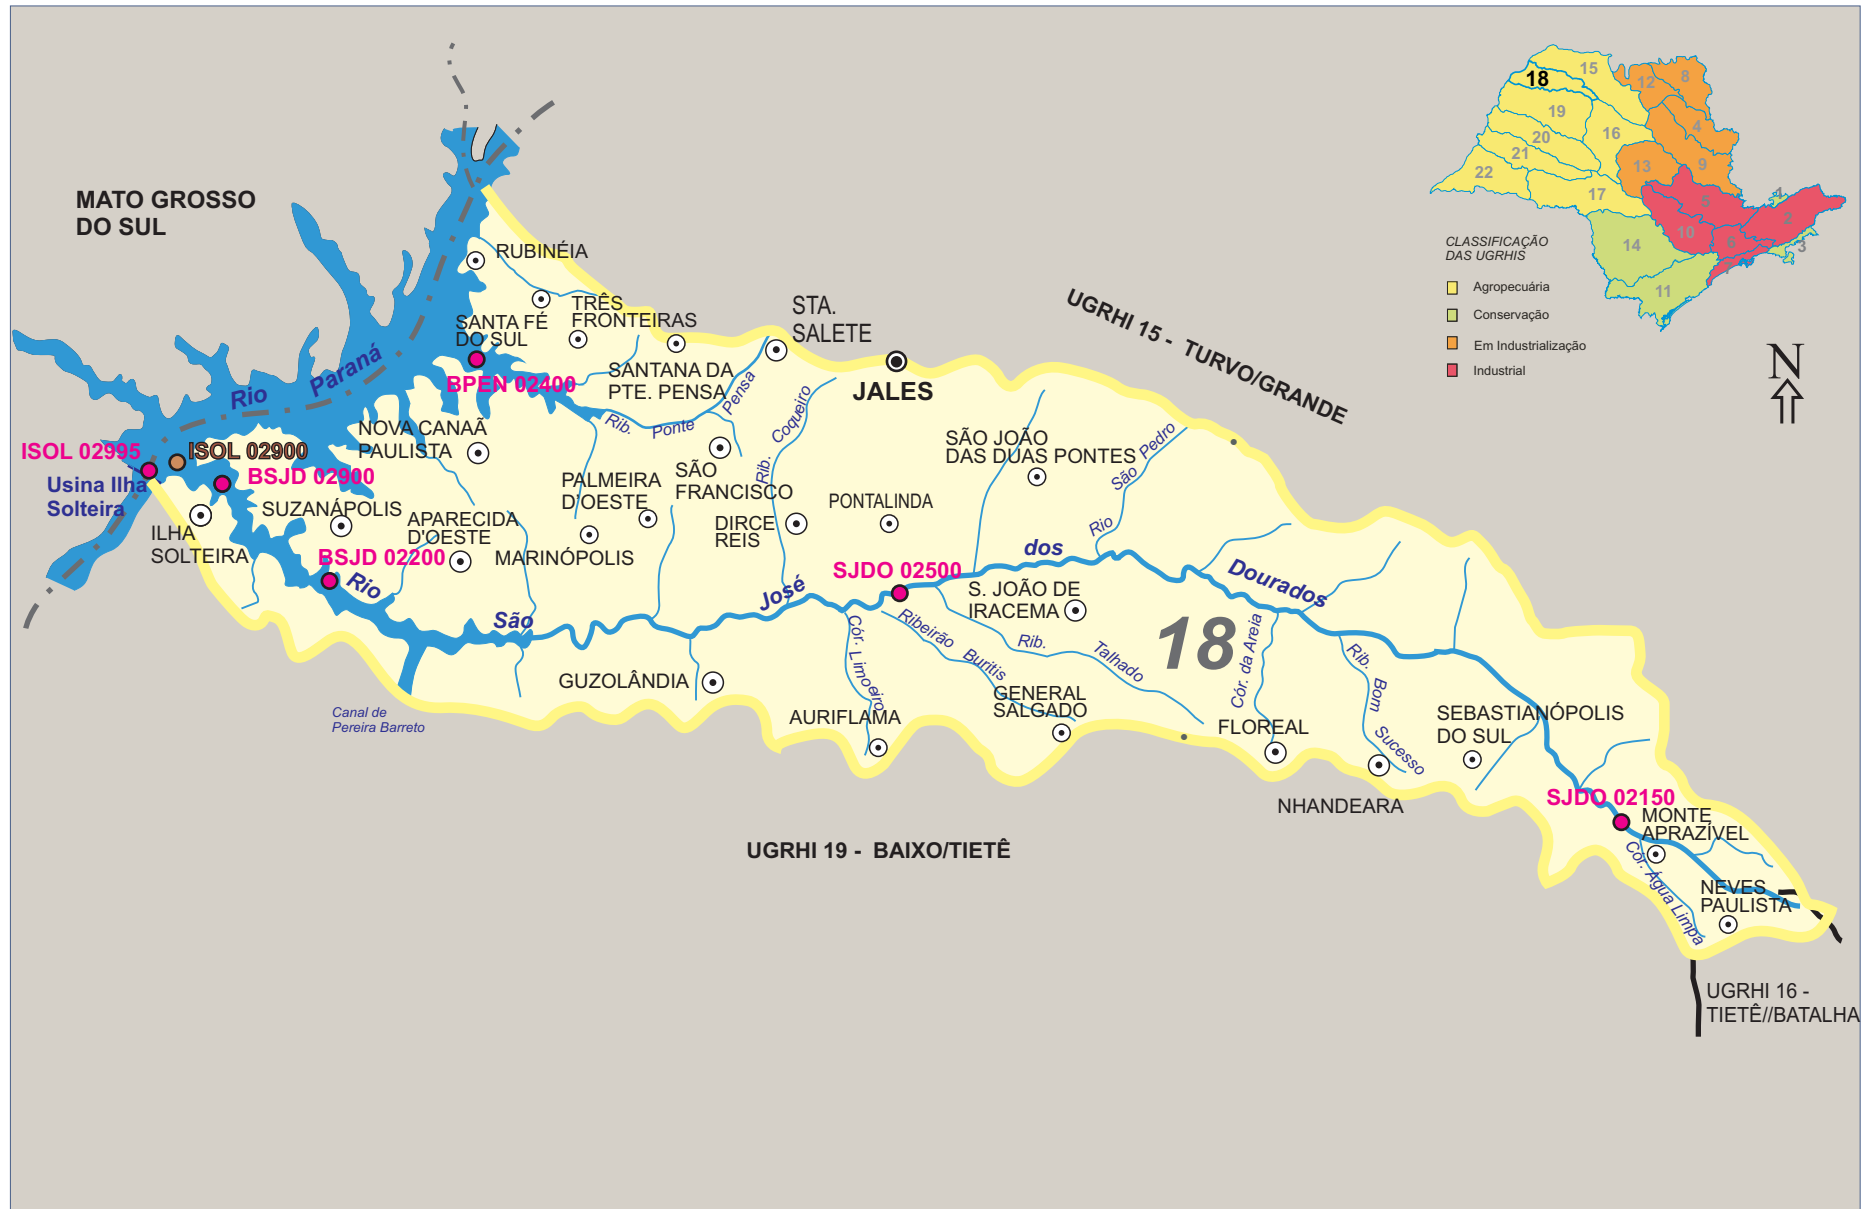 MATO GROSSO
DO SUL
RUBINÉIA
TRÊS
FRONTEIRAS
SANTA FÉ
DO SUL
STA.
SALETE
SANTANA DA
PTE. PENSA
JALES
BPEN 02400
Rio Paraná
Rib. Ponte Pensa
Rib. Coqueiro
NOVA CANAÃ
PAULISTA
ISOL 02995
ISOL 02900
BSJD 02900
Usina Ilha
Solteira
ILHA
SOLTEIRA
SUZANÁPOLIS
BSJD 02200
APARECIDA
D'OESTE
MARINÓPOLIS
PALMEIRA
D'OESTE
SÃO
FRANCISCO
DIRCE
REIS
PONTALINDA
SÃO JOÃO
DAS DUAS PONTES
Rio São Pedro
SJDO 02500
Rio São José dos Dourados
S. JOÃO DE
IRACEMA
18
Cór. Limoeiro
Ribeirão Buritis
Rib. Talhado
Cór. da Areia
Rib. Bom Sucesso
GUZOLÂNDIA
AURIFLAMA
GENERAL
SALGADO
FLOREAL
NHANDEARA
SEBASTIANÓPOLIS
DO SUL
SJDO 02150
MONTE
APRAZÍVEL
Cór. Água Limpa
NEVES
PAULISTA
Canal de
Pereira Barreto
UGRHI 15 - TURVO/GRANDE
UGRHI 19 - BAIXO/TIETÊ
UGRHI 16 -
TIETÊ//BATALHA
15
18
12
8
19
4
16
20
21
13
9
22
17
1
5
2
10
6
14
3
11
CLASSIFICAÇÃO
DAS UGRHIS
Agropecuária
Conservação
Em Industrialização
Industrial
N